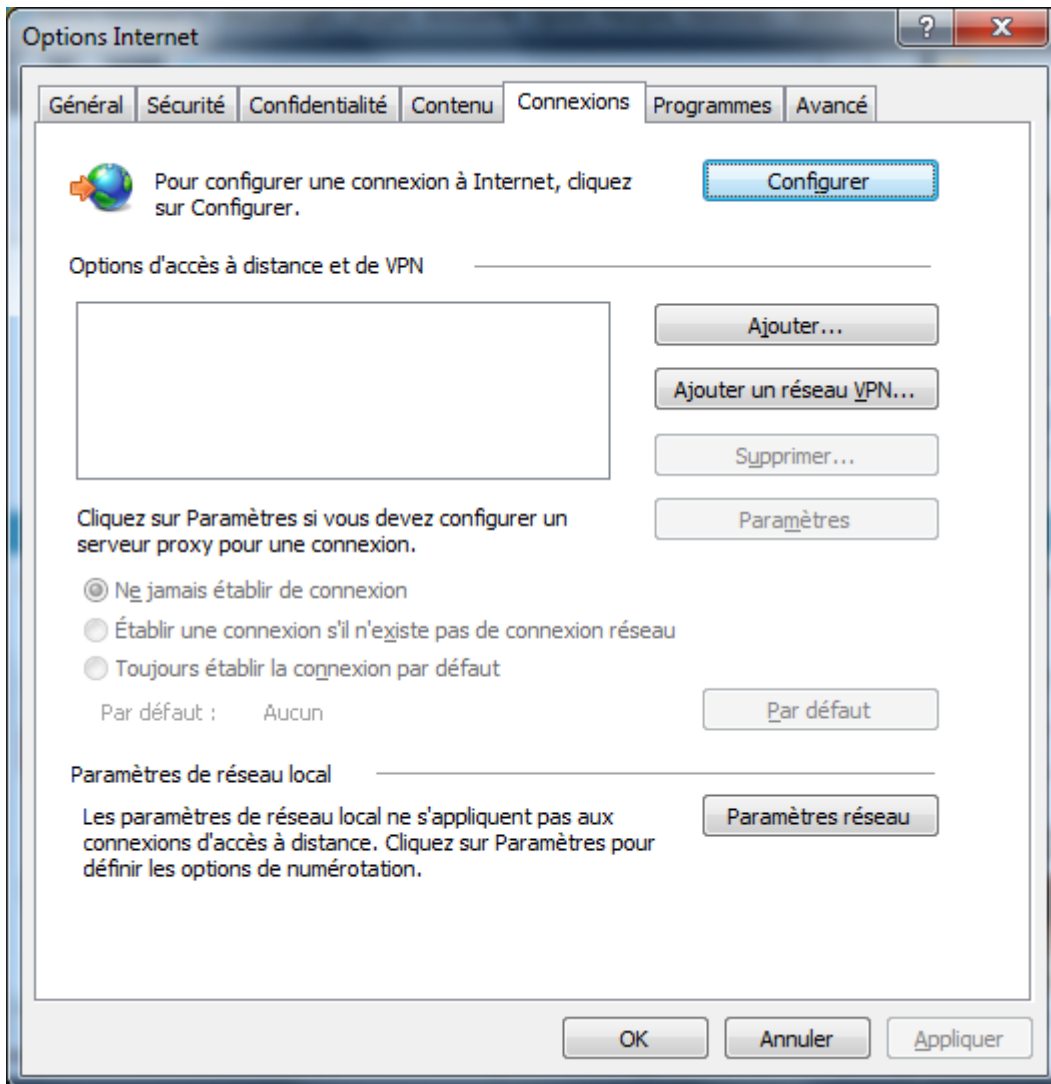 Options Internet
?
Général Sécurité Confidentialité Contenu Connexions Programmes Avancé
Pour configurer une connexion à Internet, cliquez
sur Configurer.
Configurer
Options d'accès à distance et de VPN
Ajouter...
Ajouter un réseau VPN...
Supprimer...
Paramètres
Cliquez sur Paramètres si vous devez configurer un
serveur proxy pour une connexion.
Ne jamais établir de connexion
Établir une connexion s'il n'existe pas de connexion réseau
Toujours établir la connexion par défaut
Par défaut : Aucun
Par défaut
Paramètres de réseau local
Les paramètres de réseau local ne s'appliquent pas aux
connexions d'accès à distance. Cliquez sur Paramètres pour
définir les options de numérotation.
Paramètres réseau
OK Annuler Appliquer